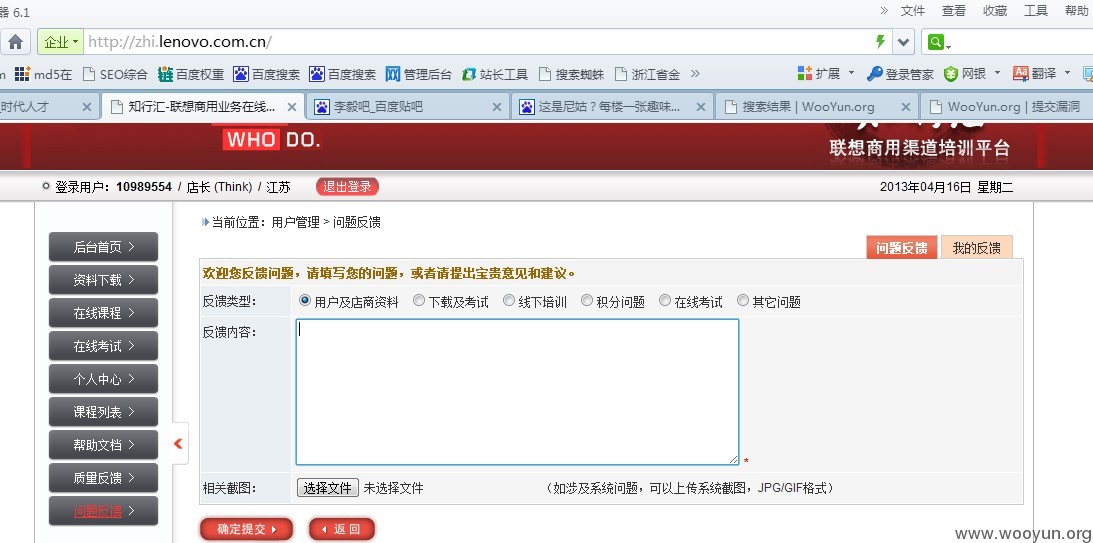 器 6.1
» 文件 查看 收藏 工具 帮助
企业 http://zhi.lenovo.com.cn/
m md5在 SEO综合 百度权重 百度搜索 百度搜索 管理后台 站长工具 搜索蜘蛛 浙江省金 » 扩展 登录管家 网银 翻译
时代人才 知行汇-联想商用业务在线... 李毅吧_百度贴吧 这是尼姑？每楼一张趣味... 搜索结果 | WooYun.org WooYun.org | 提交漏洞
WHO DO.
联想商用渠道培训平台
登录用户：10989554 / 店长 (Think) / 江苏 退出登录 2013年04月16日 星期二
当前位置：用户管理 > 问题反馈
后台首页
资料下载
在线课程
在线考试
个人中心
课程列表
帮助文档
质量反馈
问题反馈
问题反馈 我的反馈
欢迎您反馈问题，请填写您的问题，或者请提出宝贵意见和建议。
反馈类型： 用户及店商资料 下载及考试 线下培训 积分问题 在线考试 其它问题
反馈内容：
*
相关截图： 选择文件 未选择文件 （如涉及系统问题，可以上传系统截图，JPG/GIF格式）
确定提交 返 回
www.wooyun.org